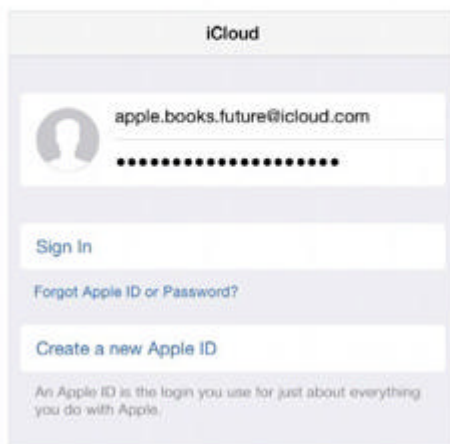 iCloud
apple.books.future@icloud.com
••••••••••••••••••••
Sign In
Forgot Apple ID or Password?
Create a new Apple ID
An Apple ID is the login you use for just about everything
you do with Apple.